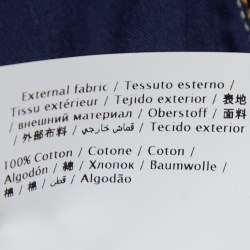 External fabric / Tessuto esterno /
Tissu extérieur / Tejido exterior / 表地
/ внешний материал / Oberstoff / 面料
/ 外部布料 / قماش خارجي / Tecido exterior
100% Cotton / Cotone / Coton /
Algodón / 綿 / Хлопок / Baumwolle /
棉 / 棉 / قطن / Algodão